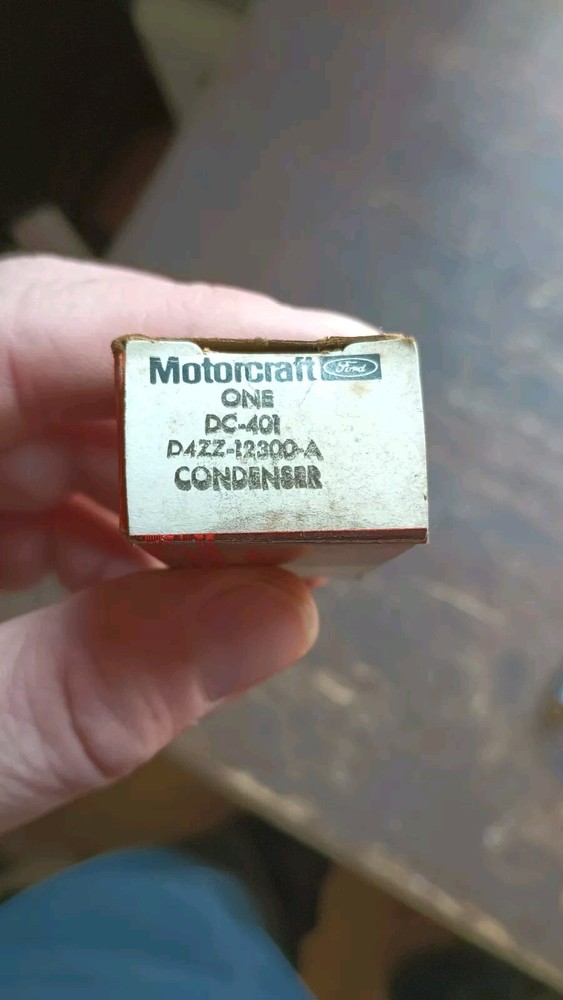 Motorcraft Ford
ONE
DC-401
D4ZZ-12300-A
CONDENSER